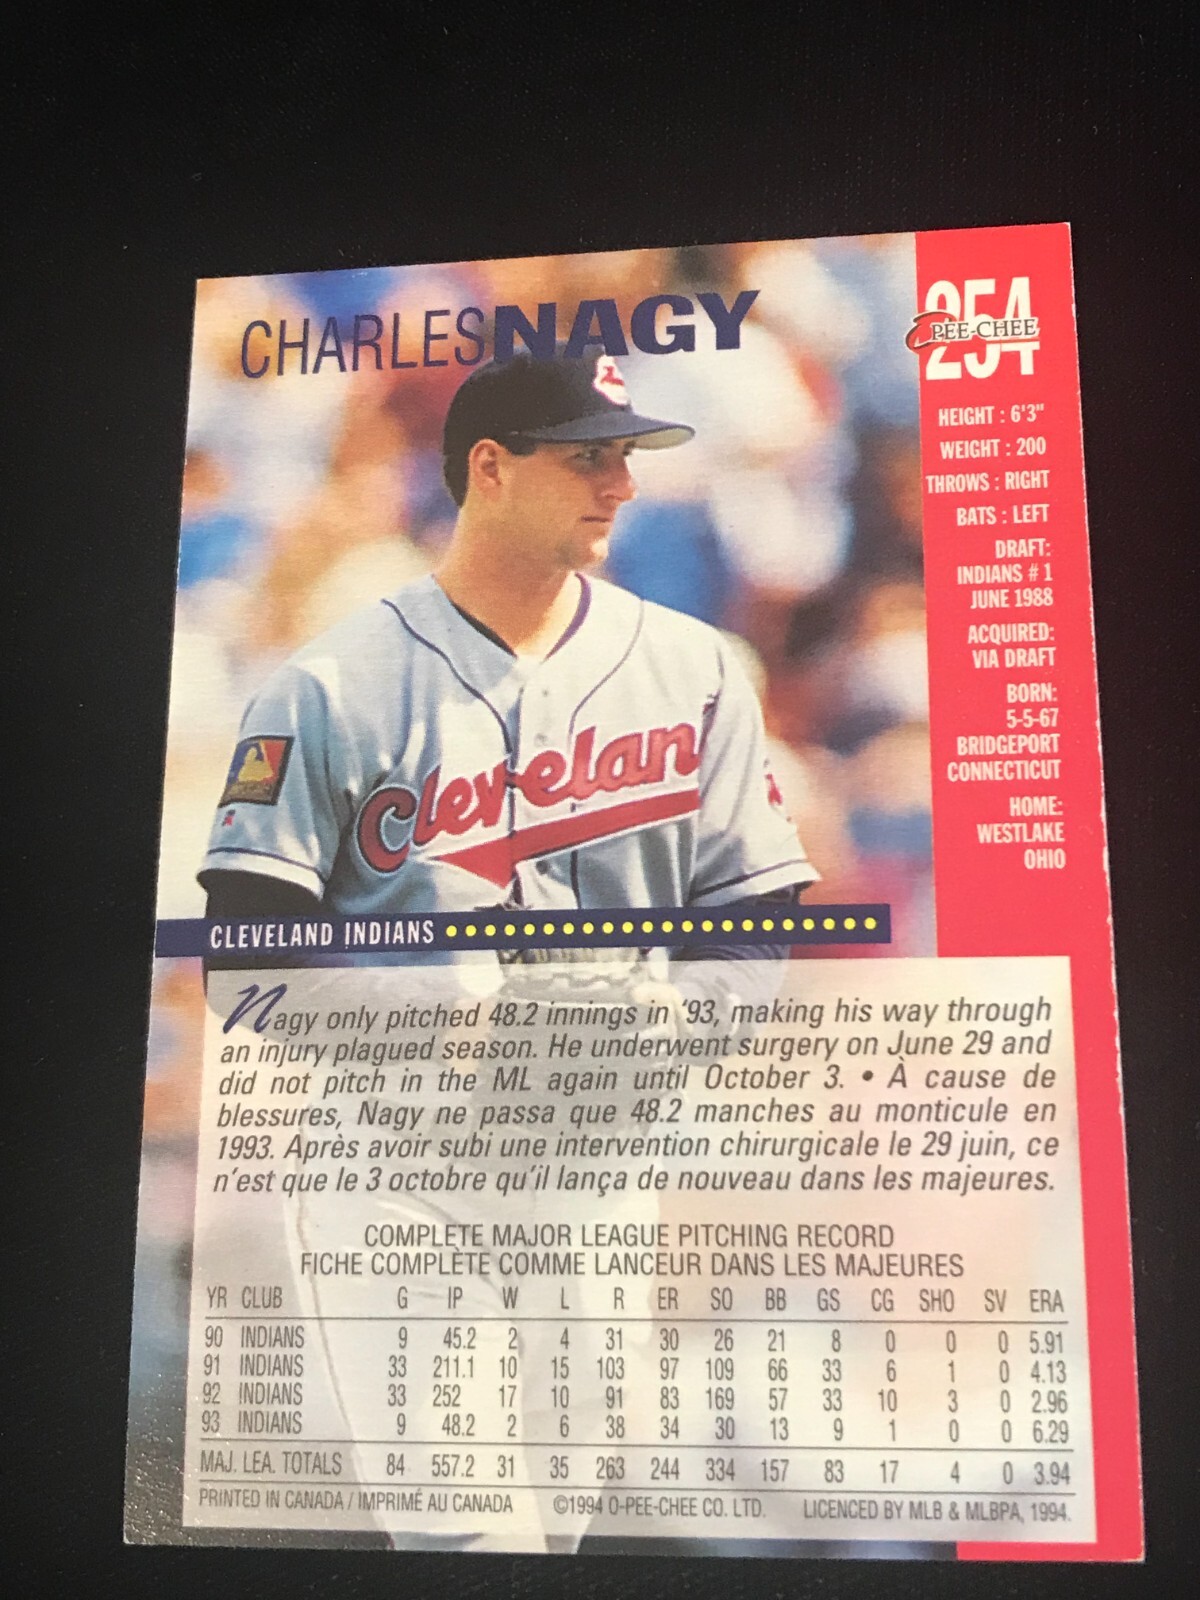 CHARLES NAGY
254
O-PEE-CHEE
HEIGHT : 6'3"
WEIGHT : 200
THROWS : RIGHT
BATS : LEFT
DRAFT:
INDIANS # 1
JUNE 1988
ACQUIRED:
VIA DRAFT
BORN:
5-5-67
BRIDGEPORT
CONNECTICUT
HOME:
WESTLAKE
OHIO
Cleveland
CLEVELAND INDIANS
Nagy only pitched 48.2 innings in '93, making his way through
an injury plagued season. He underwent surgery on June 29 and
did not pitch in the ML again until October 3. • À cause de
blessures, Nagy ne passa que 48.2 manches au monticule en
1993. Après avoir subi une intervention chirurgicale le 29 juin, ce
n'est que le 3 octobre qu'il lança de nouveau dans les majeures.
COMPLETE MAJOR LEAGUE PITCHING RECORD
FICHE COMPLÈTE COMME LANCEUR DANS LES MAJEURES
YR CLUB G IP W L R ER SO BB GS CG SHO SV ERA
90 INDIANS 9 45.2 2 4 31 30 26 21 8 0 0 0 5.91
91 INDIANS 33 211.1 10 15 103 97 109 66 33 6 1 0 4.13
92 INDIANS 33 252 17 10 91 83 169 57 33 10 3 0 2.96
93 INDIANS 9 48.2 2 6 38 34 30 13 9 1 0 0 6.29
MAJ. LEA. TOTALS 84 557.2 31 35 263 244 334 157 83 17 4 0 3.94
PRINTED IN CANADA / IMPRIMÉ AU CANADA ©1994 O-PEE-CHEE CO. LTD. LICENCED BY MLB & MLBPA, 1994.